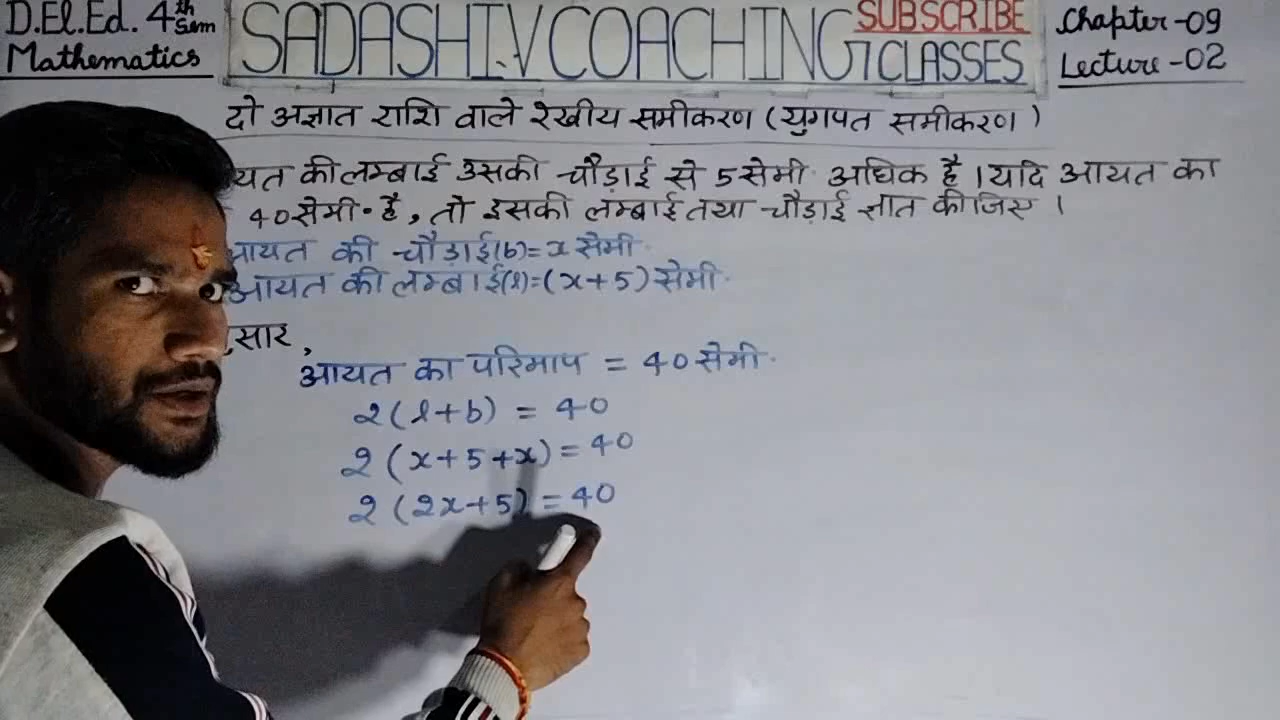 D.El.Ed. 4th Sem
Mathematics
SADASHIV COACHING CLASSES
SUBSCRIBE
Chapter-09
Lecture-02
दो अज्ञात राशि वाले रेखीय समीकरण (युगपत समीकरण)
यत की लम्बाई उसकी चौड़ाई से 5 सेमी. अधिक है । यदि आयत का
40 सेमी. है, तो इसकी लम्बाई तथा चौड़ाई ज्ञात कीजिए ।
आयत की चौड़ाई(b)= x सेमी.
आयत की लम्बाई(l)=(x+5) सेमी.
ुसार,
आयत का परिमाप = 40 सेमी.
2(l+b) = 40
2(x+5+x)=40
2(2x+5)=40